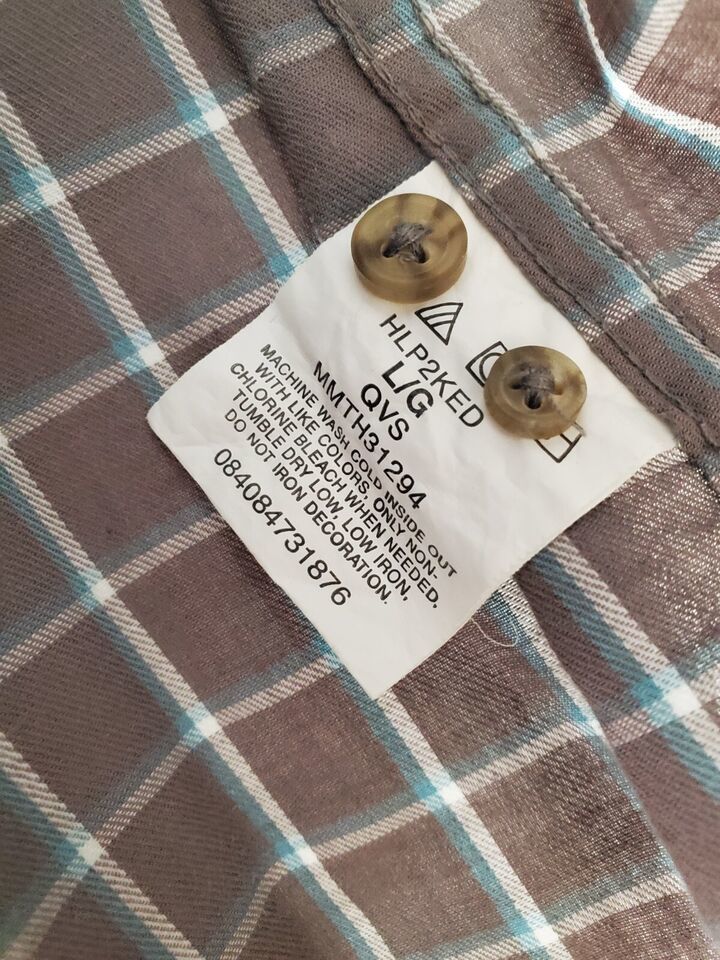 HLP2KED
L/G
QVS
MMTH31294
MACHINE WASH COLD INSIDE OUT
WITH LIKE COLORS. ONLY NON-
CHLORINE BLEACH WHEN NEEDED,
TUMBLE DRY LOW, LOW IRON,
DO NOT IRON DECORATION.
084084731876